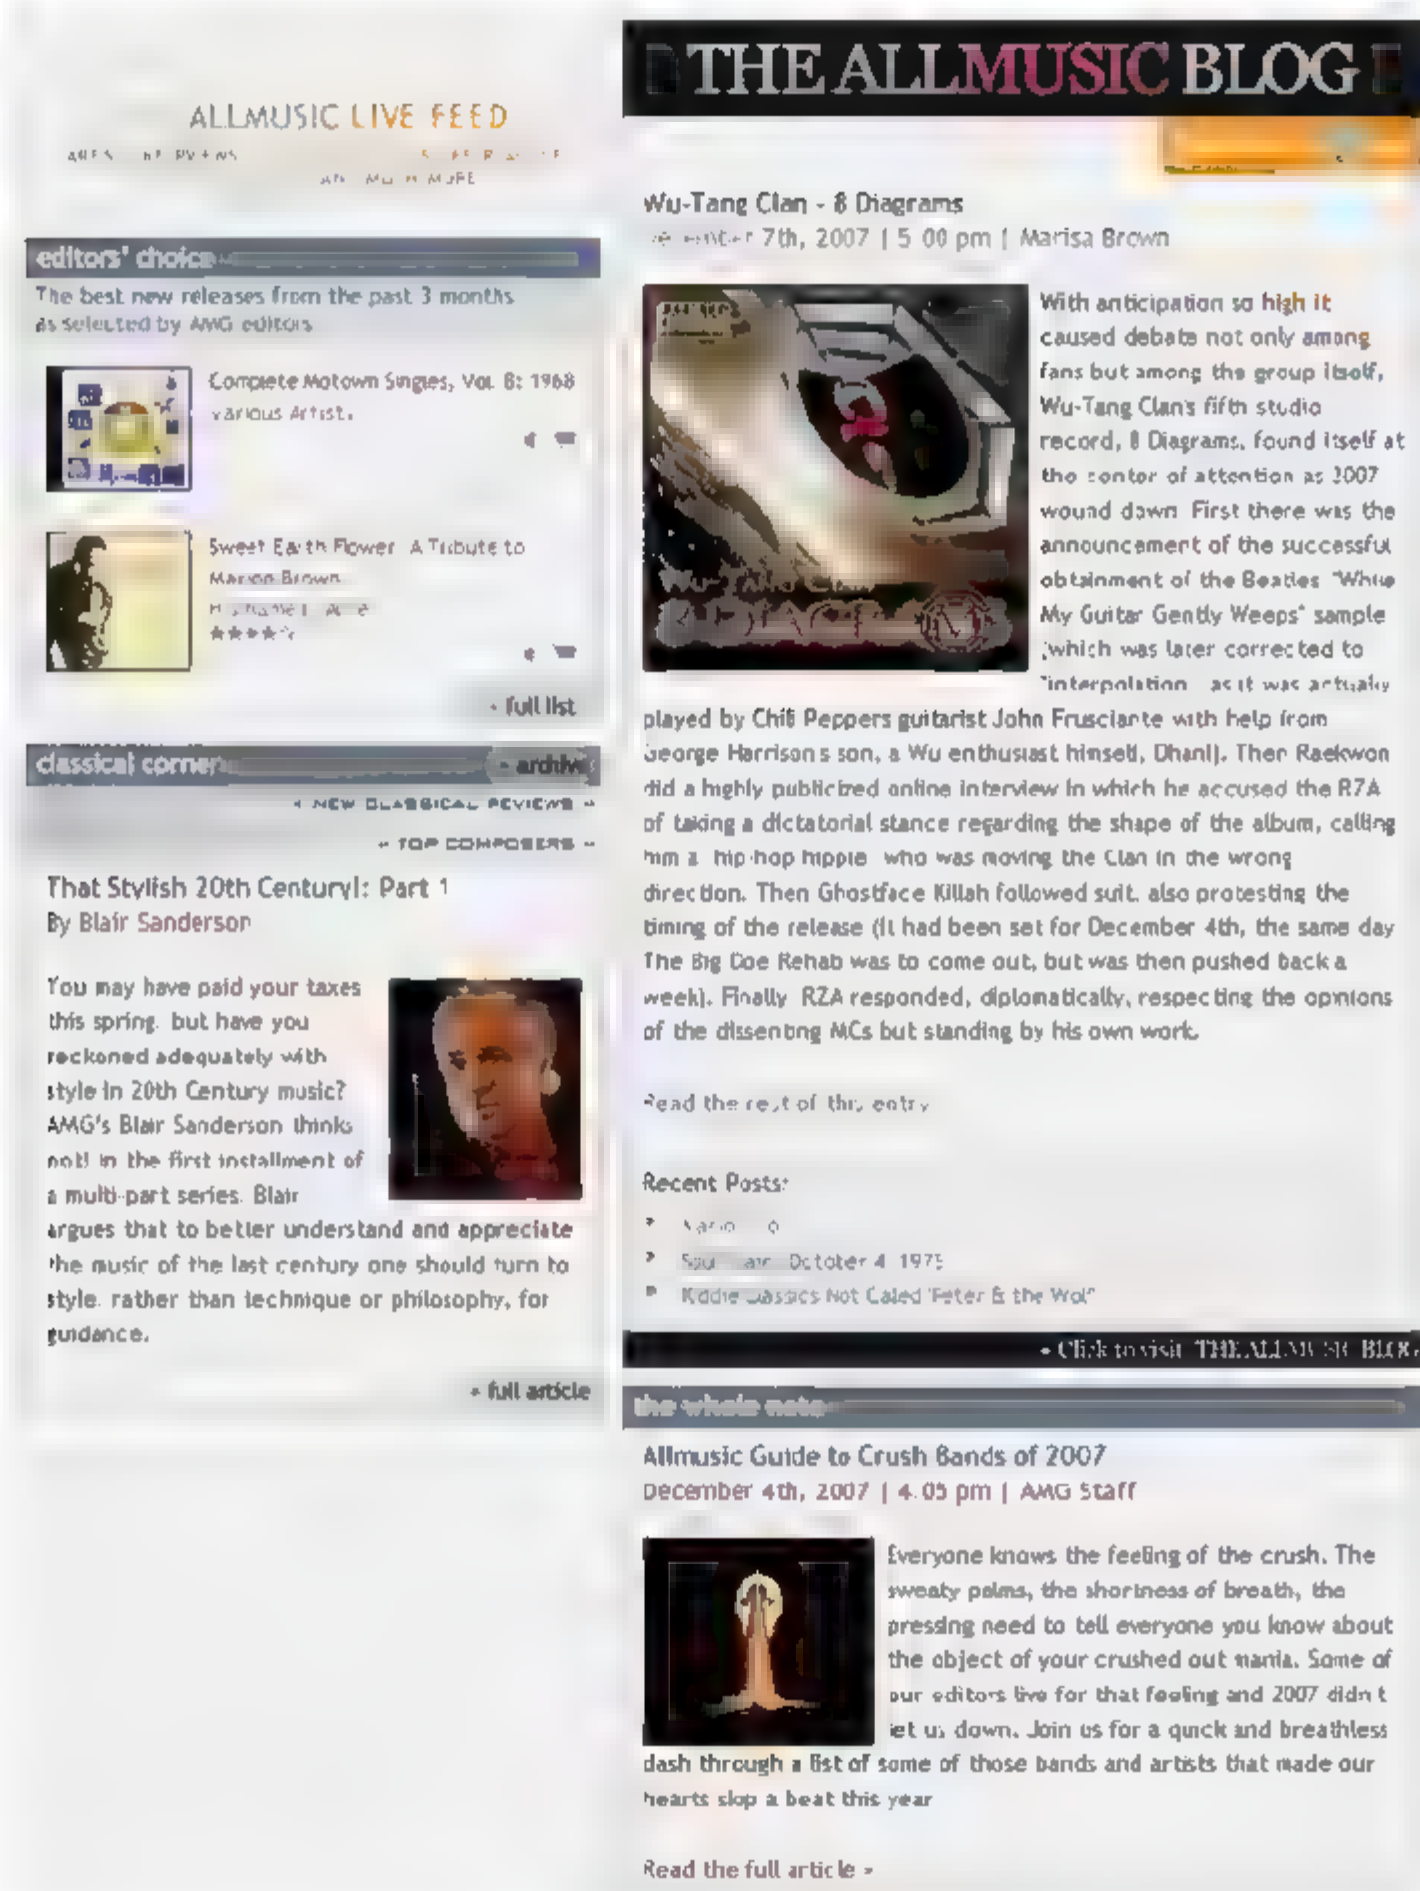 ALLMUSIC LIVE FEED
editors' choice
The best new releases from the past 3 months
as selected by AMG editors
Complete Motown Singles, Vol. 8: 1968
Various Artists
Sweet Earth Flower A Tribute to
Marion Brown
full list
classical corner
archive
NEW CLASSICAL REVIEWS
TOP COMPOSERS
That Stylish 20th Century!: Part 1
By Blair Sanderson
You may have paid your taxes
this spring. but have you
reckoned adequately with
style in 20th Century music?
AMG's Blair Sanderson thinks
not! in the first installment of
a multi-part series. Blair
argues that to better understand and appreciate
the music of the last century one should turn to
style. rather than technique or philosophy, for
guidance.
• full article
THE ALLMUSIC BLOG
Wu-Tang Clan - 8 Diagrams
7th, 2007 | 5 00 pm | Marisa Brown
With anticipation so high it
caused debate not only among
fans but among the group itself,
Wu-Tang Clan's fifth studio
record, 8 Diagrams, found itself at
the center of attention as 2007
wound down First there was the
announcement of the successful
obtainment of the Beatles "While
My Guitar Gently Weeps" sample
(which was later corrected to
"interpolation as it was actually
played by Chili Peppers guitarist John Frusciante with help from
George Harrison's son, a Wu enthusiast himself, Dhani). Then Raekwon
did a highly publicized online interview in which he accused the RZA
of taking a dictatorial stance regarding the shape of the album, calling
him a hip-hop hippie who was moving the Clan in the wrong
direction. Then Ghostface Killah followed suit. also protesting the
timing of the release (it had been set for December 4th, the same day
The Big Doe Rehab was to come out, but was then pushed back a
week). Finally RZA responded, diplomatically, respecting the opinions
of the dissenting MCs but standing by his own work.
Read the rest of this entry
Recent Posts:
October 4 1975
Kiddie Classics Not Called "Peter & the Wolf"
• Click to visit THE ALLMUSIC BLOG
the whole note
Allmusic Guide to Crush Bands of 2007
December 4th, 2007 | 4:05 pm | AMG Staff
Everyone knows the feeling of the crush. The
sweaty palms, the shortness of breath, the
pressing need to tell everyone you know about
the object of your crushed out mania. Some of
our editors live for that feeling and 2007 didn't
let us down. Join us for a quick and breathless
dash through a list of some of those bands and artists that made our
hearts skip a beat this year
Read the full article »